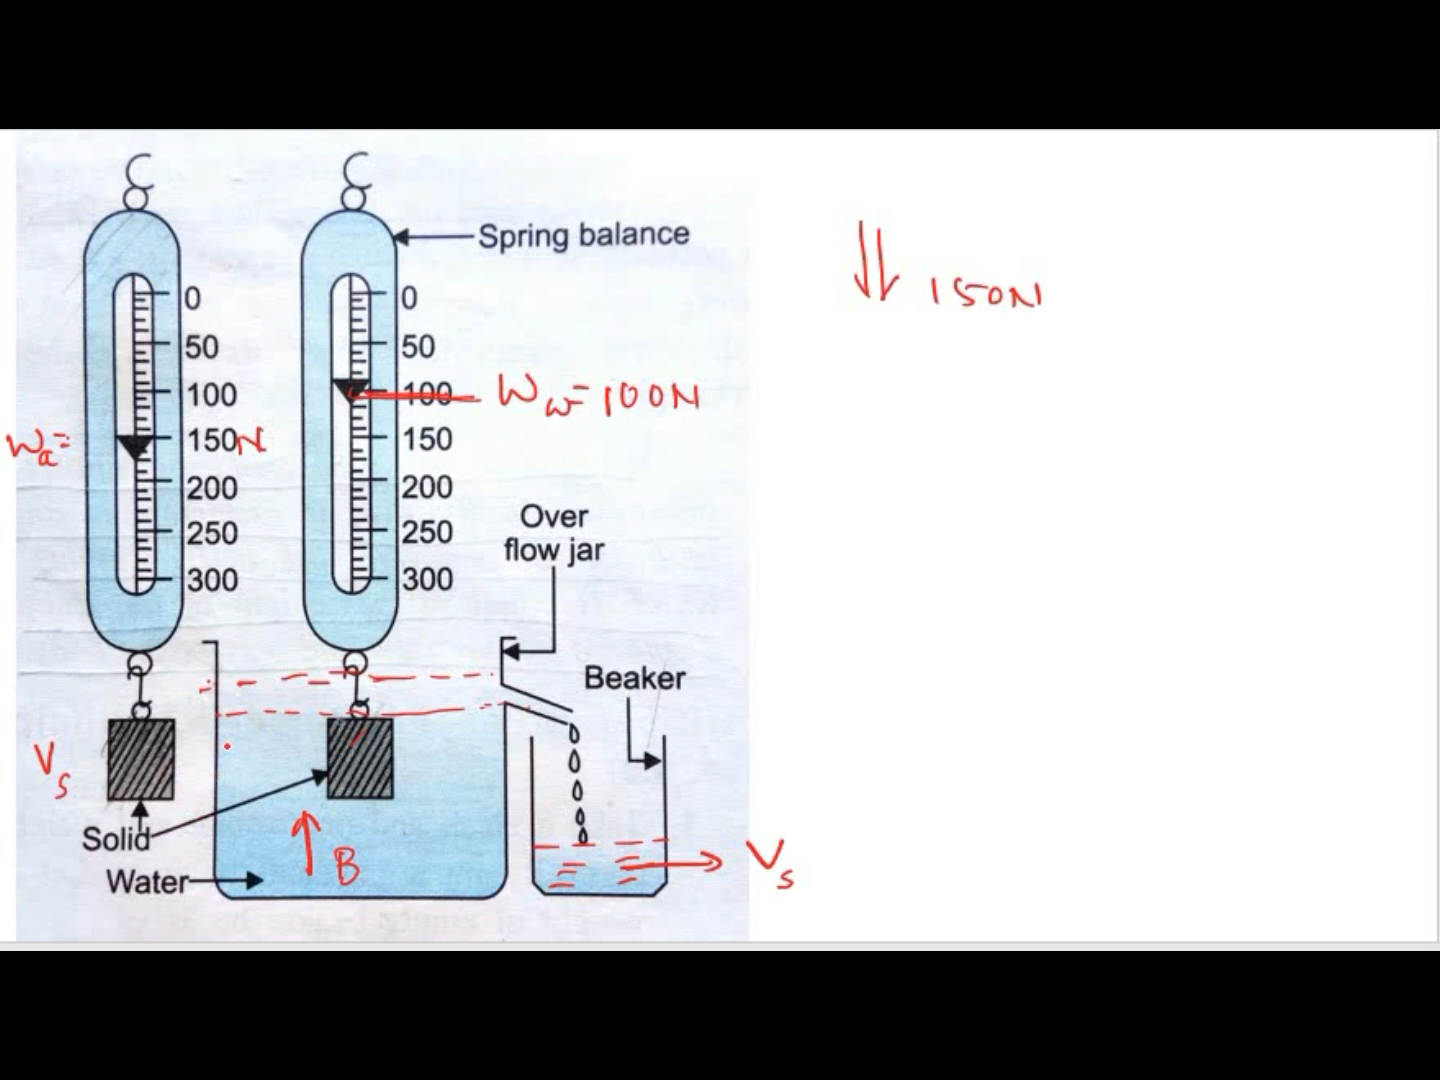 Spring balance
0
50
100
150N
200
250
300
Wa=
0
50
100
150
200
250
300
Ww=100N
150N
Over
flow jar
Beaker
Vs
Solid
Water
B
Vs